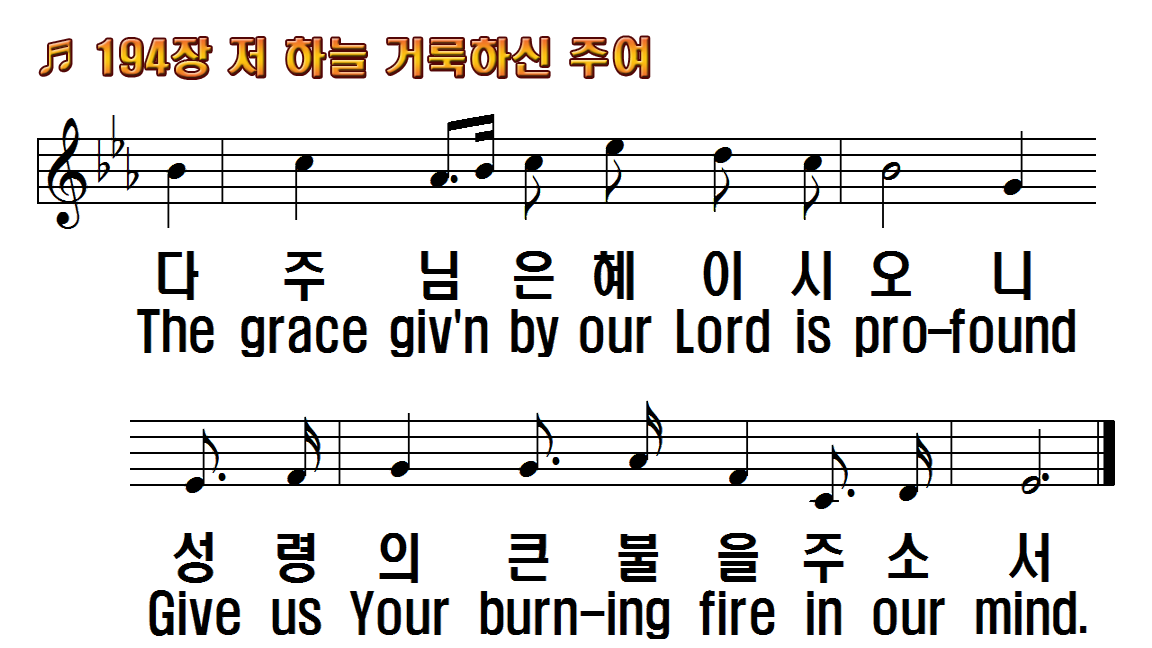 194장 저 하늘 거룩하신 주여
다 주 님 은 혜 이 시 오 니
The grace giv'n by our Lord is pro-found
성 령 의 큰 불 을 주 소 서
Give us Your burn-ing fire in our mind.